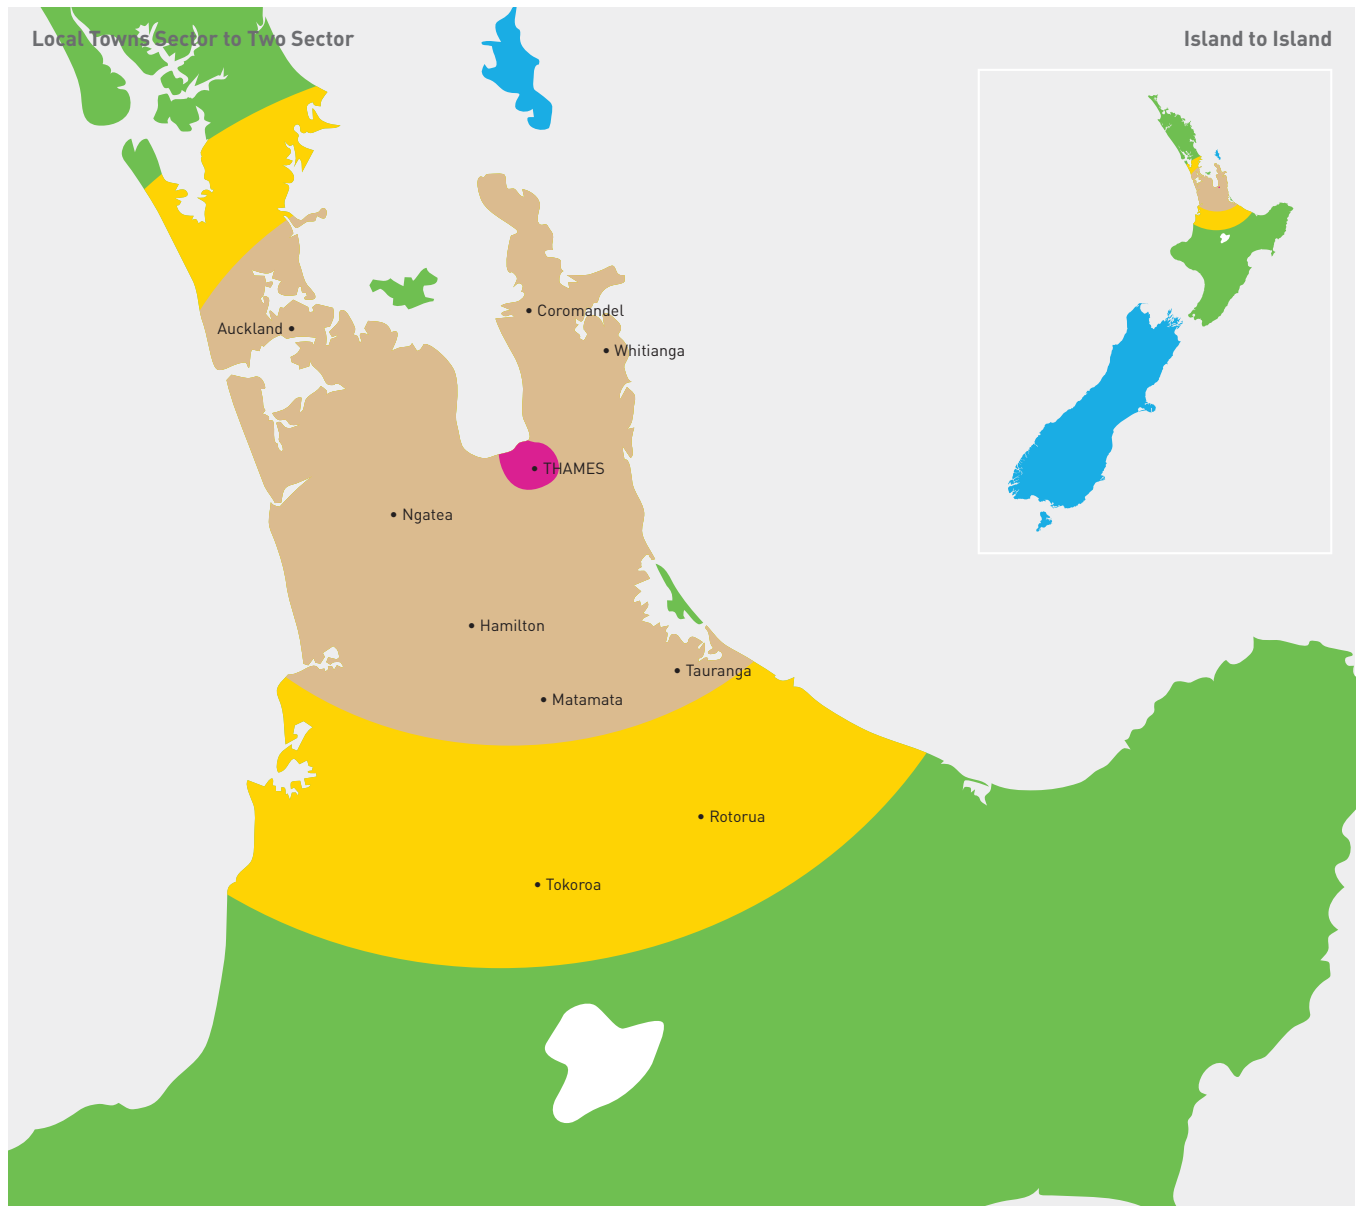 Local Towns Sector to Two Sector
Island to Island
Coromandel
Auckland
Whitianga
THAMES
Ngatea
Hamilton
Tauranga
Matamata
Rotorua
Tokoroa